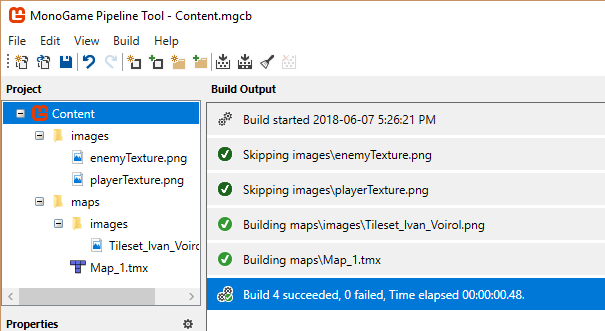 MonoGame Pipeline Tool - Content.mgcb
File Edit View Build Help
Project
Content
images
enemyTexture.png
playerTexture.png
maps
images
Tileset_Ivan_Voiro
Map_1.tmx
Properties
Build Output
Build started 2018-06-07 5:26:21 PM
Skipping images\enemyTexture.png
Skipping images\playerTexture.png
Building maps\images\Tileset_Ivan_Voirol.png
Building maps\Map_1.tmx
Build 4 succeeded, 0 failed, Time elapsed 00:00:00.48.